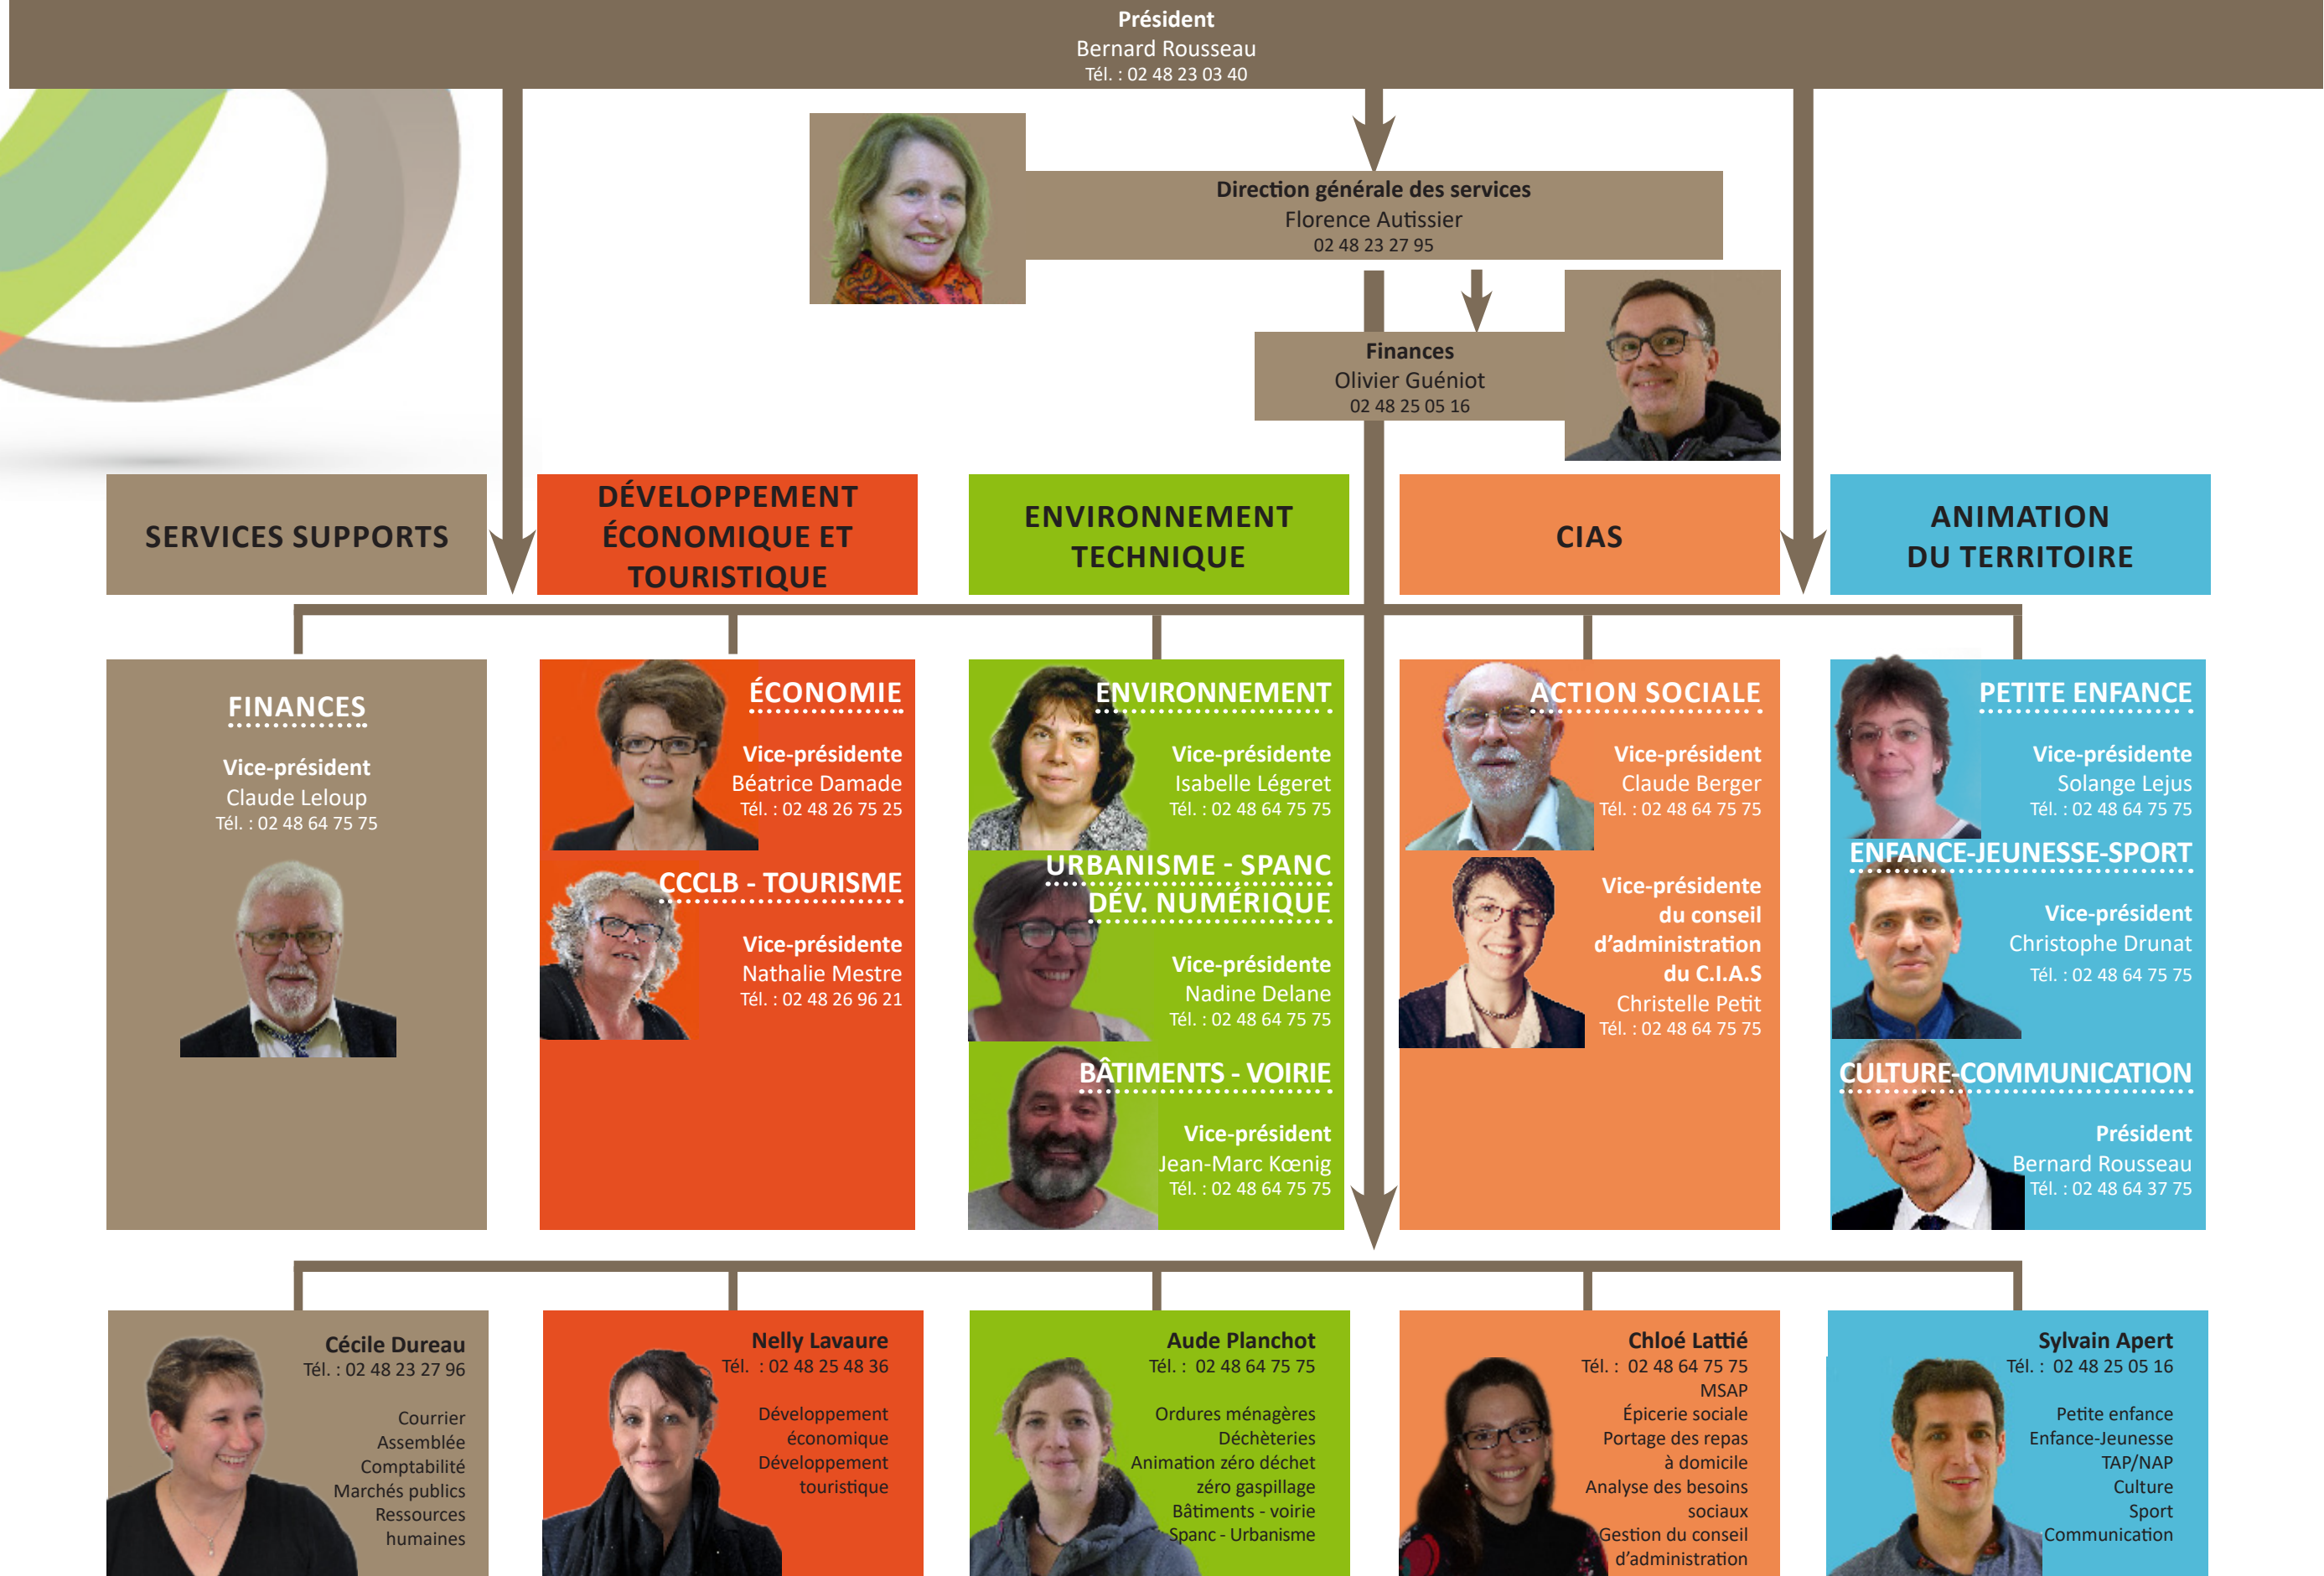 Président
Bernard Rousseau
Tél. : 02 48 23 03 40
Direction générale des services
Florence Autissier
02 48 23 27 95
Finances
Olivier Guéniot
02 48 25 05 16
SERVICES SUPPORTS
DÉVELOPPEMENT
ÉCONOMIQUE ET
TOURISTIQUE
ENVIRONNEMENT
TECHNIQUE
CIAS
ANIMATION
DU TERRITOIRE
FINANCES
Vice-président
Claude Leloup
Tél. : 02 48 64 75 75
ÉCONOMIE
Vice-présidente
Béatrice Damade
Tél. : 02 48 26 75 25
CCCLB - TOURISME
Vice-présidente
Nathalie Mestre
Tél. : 02 48 26 96 21
ENVIRONNEMENT
Vice-présidente
Isabelle Légeret
Tél. : 02 48 64 75 75
URBANISME - SPANC
DÉV. NUMÉRIQUE
Vice-présidente
Nadine Delane
Tél. : 02 48 64 75 75
BÂTIMENTS - VOIRIE
Vice-président
Jean-Marc Kœnig
Tél. : 02 48 64 75 75
ACTION SOCIALE
Vice-président
Claude Berger
Tél. : 02 48 64 75 75
Vice-présidente
du conseil
d'administration
du C.I.A.S
Christelle Petit
Tél. : 02 48 64 75 75
PETITE ENFANCE
Vice-présidente
Solange Lejus
Tél. : 02 48 64 75 75
ENFANCE-JEUNESSE-SPORT
Vice-président
Christophe Drunat
Tél. : 02 48 64 75 75
CULTURE-COMMUNICATION
Président
Bernard Rousseau
Tél. : 02 48 64 37 75
Cécile Dureau
Tél. : 02 48 23 27 96
Courrier
Assemblée
Comptabilité
Marchés publics
Ressources
humaines
Nelly Lavaure
Tél. : 02 48 25 48 36
Développement
économique
Développement
touristique
Aude Planchot
Tél. : 02 48 64 75 75
Ordures ménagères
Déchèteries
Animation zéro déchet
zéro gaspillage
Bâtiments - voirie
Spanc - Urbanisme
Chloé Lattié
Tél. : 02 48 64 75 75
MSAP
Épicerie sociale
Portage des repas
à domicile
Analyse des besoins
sociaux
Gestion du conseil
d'administration
Sylvain Apert
Tél. : 02 48 25 05 16
Petite enfance
Enfance-Jeunesse
TAP/NAP
Culture
Sport
Communication